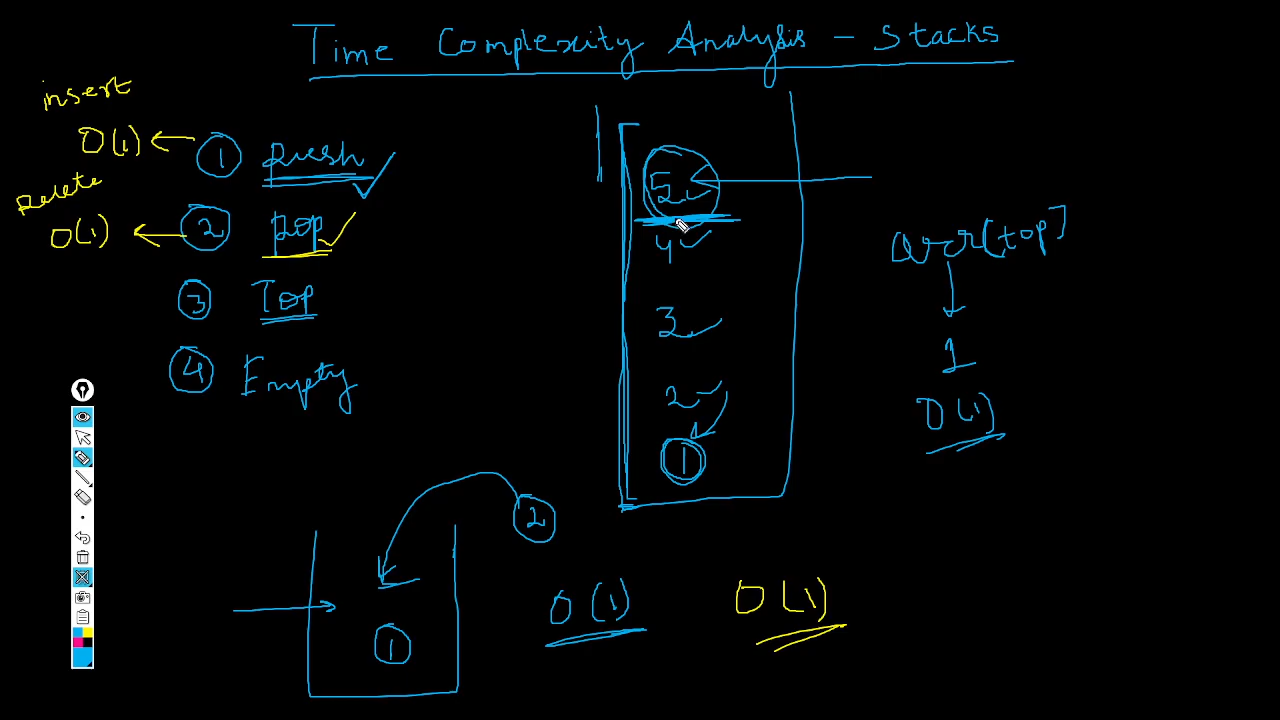 Time Complexity Analysis - Stacks
insert
O(1) ← 1 push
Delete
O(1) ← 2 pop
3 Top
4 Empty
5
4
3
2
1
arr[top]
1
O(1)
2
1
O(1)
O(1)